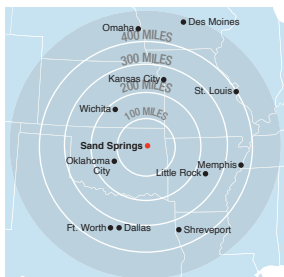 Des Moines
Omaha
400 MILES
300 MILES
Kansas City
200 MILES
St. Louis
Wichita
100 MILES
Sand Springs
Oklahoma
City
Memphis
Little Rock
Ft. Worth
Dallas
Shreveport